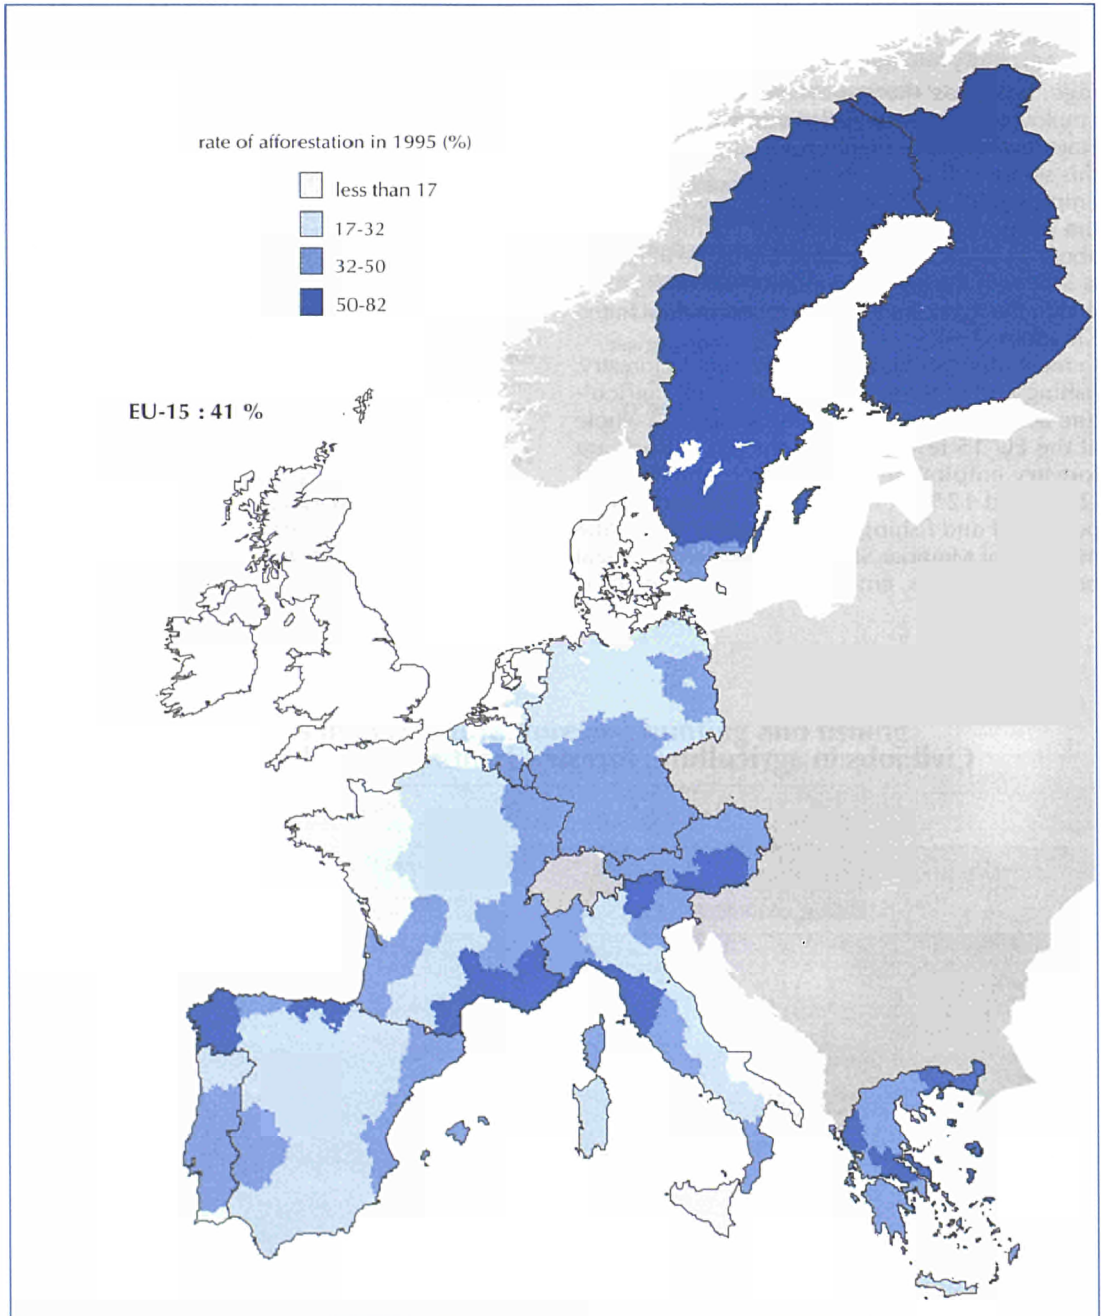 rate of afforestation in 1995 (%)
less than 17
17-32
32-50
50-82
EU-15 : 41 %